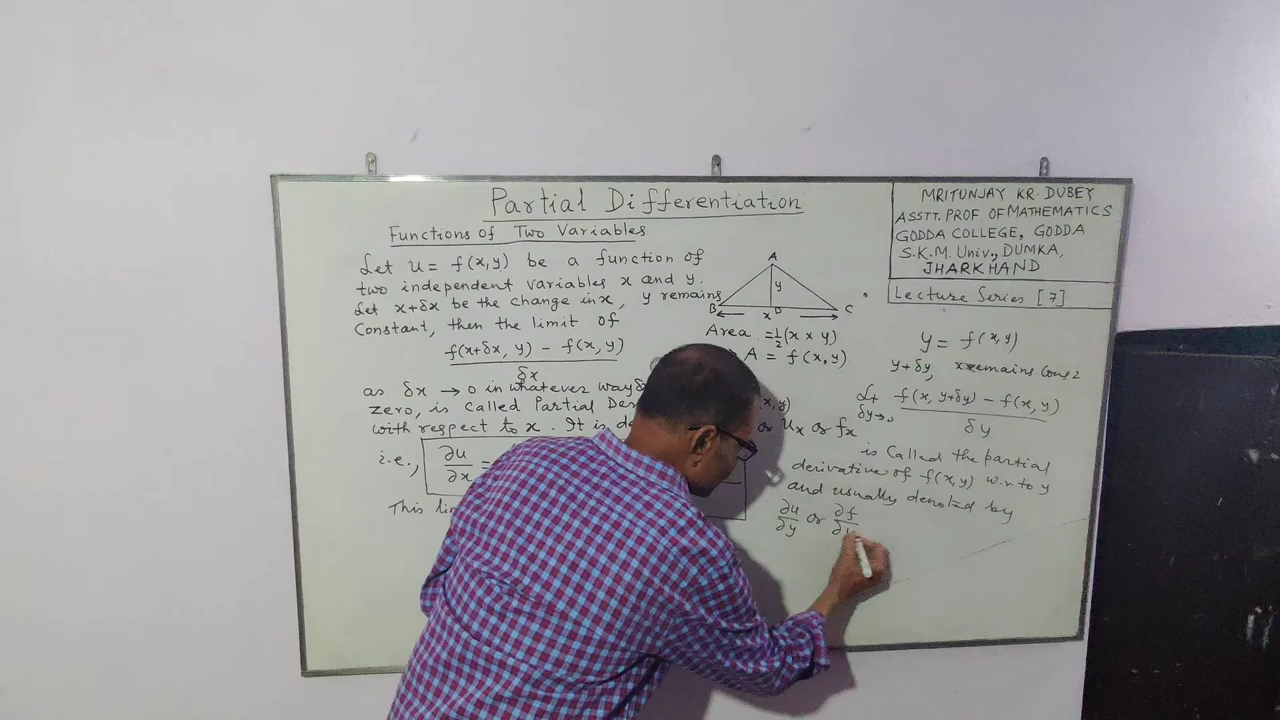 Partial Differentiation
Functions of Two Variables
Let u = f(x,y) be a function of
two independent variables x and y.
Let x+δx be the change in x, y remains
Constant, then the limit of
f(x+δx, y) - f(x,y)
δx
as δx → 0 in whatever way
zero, is called Partial
with respect to x. It is
or ux or fx
i.e., ∂u/∂x =
This
A
y
B
D
C
x
Area = 1/2 (x × y)
A = f(x,y)
MRITUNJAY KR. DUBEY
ASSTT. PROF OF MATHEMATICS
GODDA COLLEGE, GODDA
S.K.M. Univ., DUMKA,
JHARKHAND
Lecture Series [7]
y = f(x,y)
y+δy, x remains
Lt f(x, y+δy) - f(x,y)
δy→0 δy
is Called the partial
derivative of f(x,y) w.r. to y
and usually denoted by
∂u/∂y or ∂f/∂y